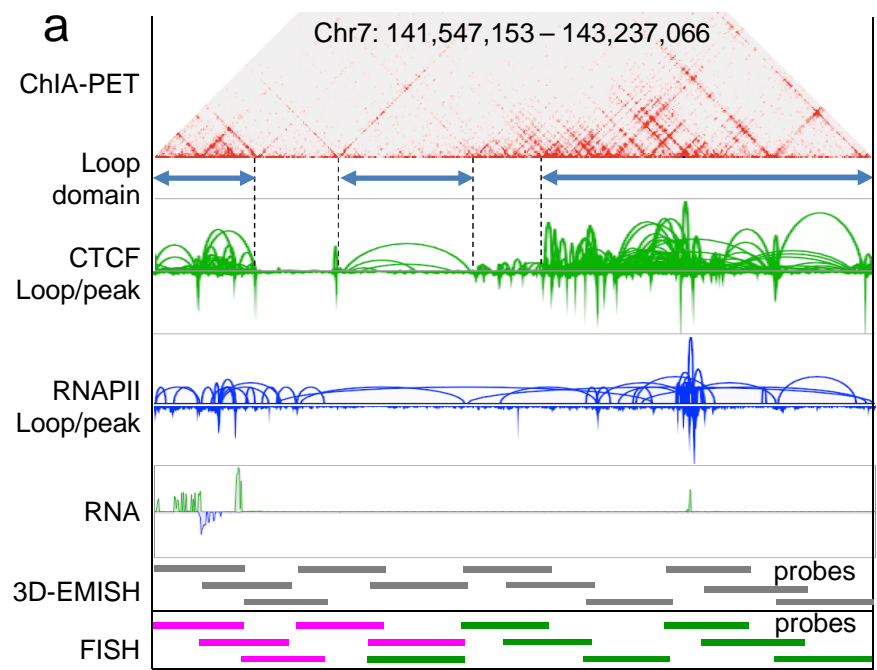 a
Chr7: 141,547,153 – 143,237,066
ChIA-PET
Loop
domain
CTCF
Loop/peak
RNAPII
Loop/peak
RNA
probes
3D-EMISH
probes
FISH